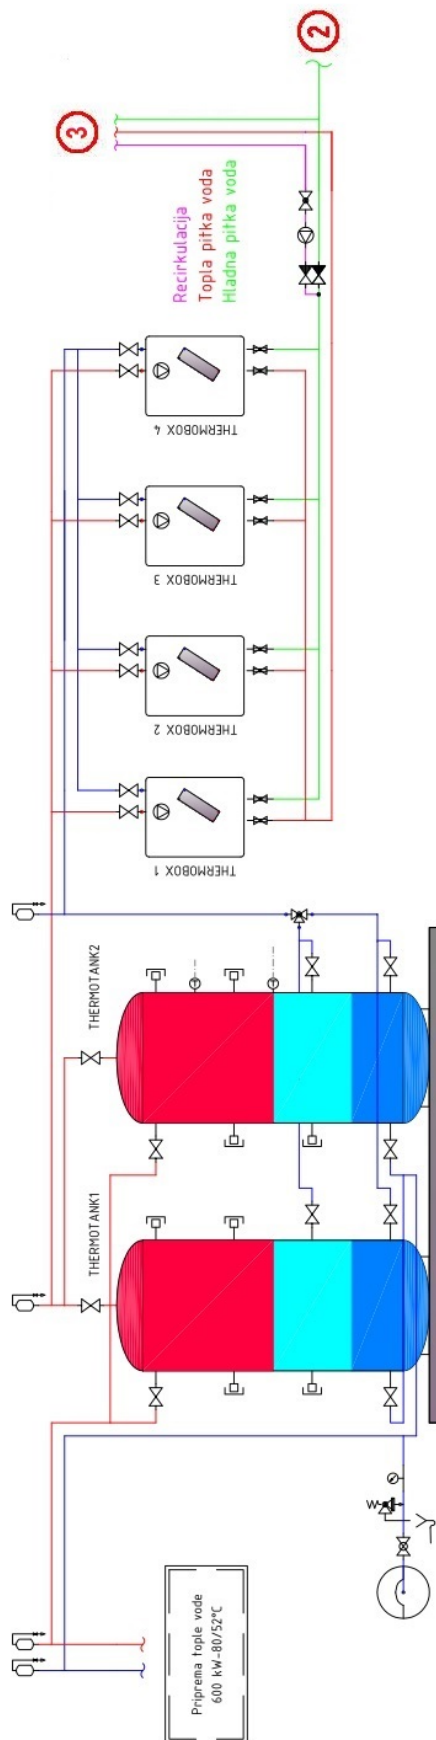 2
3
Recirkulacija
Topla pitka voda
Hladna pitka voda
THERMOBOX 4
THERMOBOX 3
THERMOBOX 2
THERMOBOX 1
THERMOTANK2
THERMOTANK1
Priprema tople vode
600 kW-80/52°C